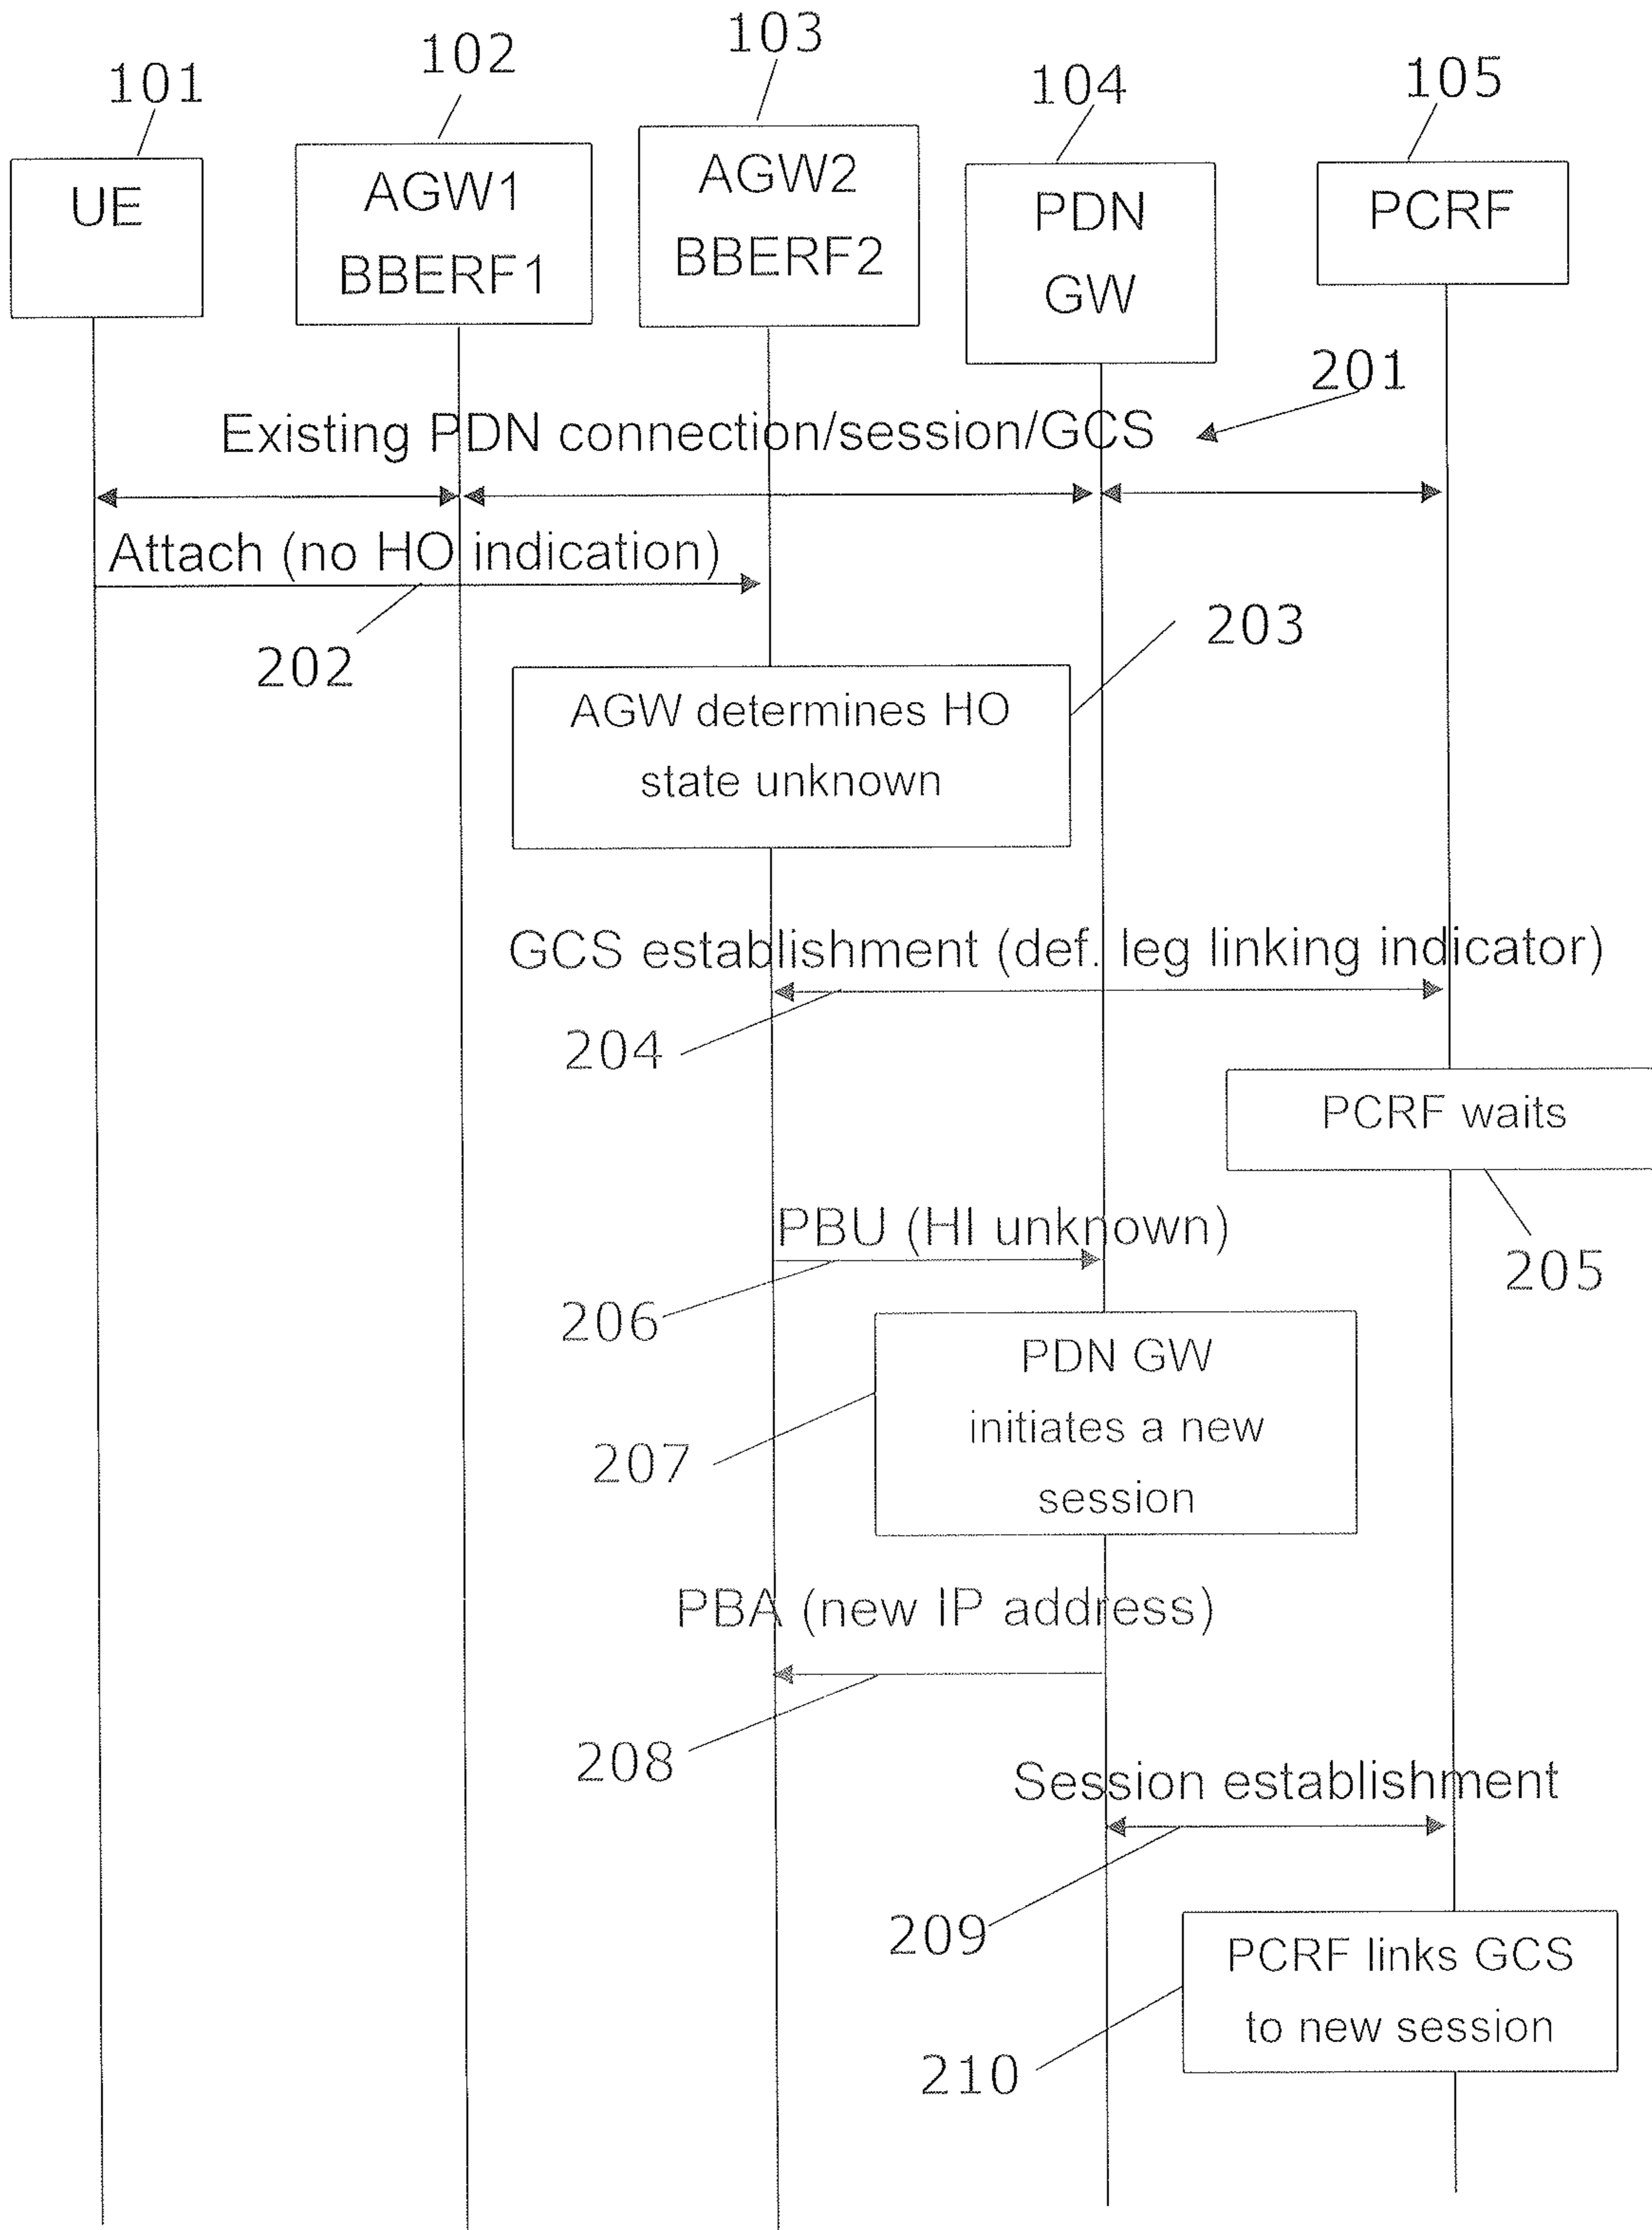 101
102
103
104
105
UE
AGW1
BBERF1
AGW2
BBERF2
PDN
GW
PCRF
201
Existing PDN connection/session/GCS
Attach (no HO indication)
202
203
AGW determines HO
state unknown
GCS establishment (def. leg linking indicator)
204
PCRF waits
205
PBU (HI unknown)
206
PDN GW
initiates a new
session
207
PBA (new IP address)
208
Session establishment
209
PCRF links GCS
to new session
210